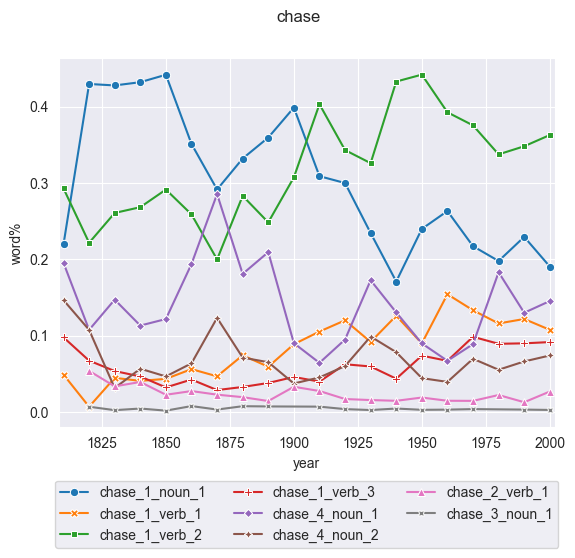 chase
0.4
0.3
0.2
0.1
0.0
word%
1825 1850 1875 1900 1925 1950 1975 2000
year
chase_1_noun_1 chase_1_verb_3 chase_2_verb_1
chase_1_verb_1 chase_4_noun_1 chase_3_noun_1
chase_1_verb_2 chase_4_noun_2